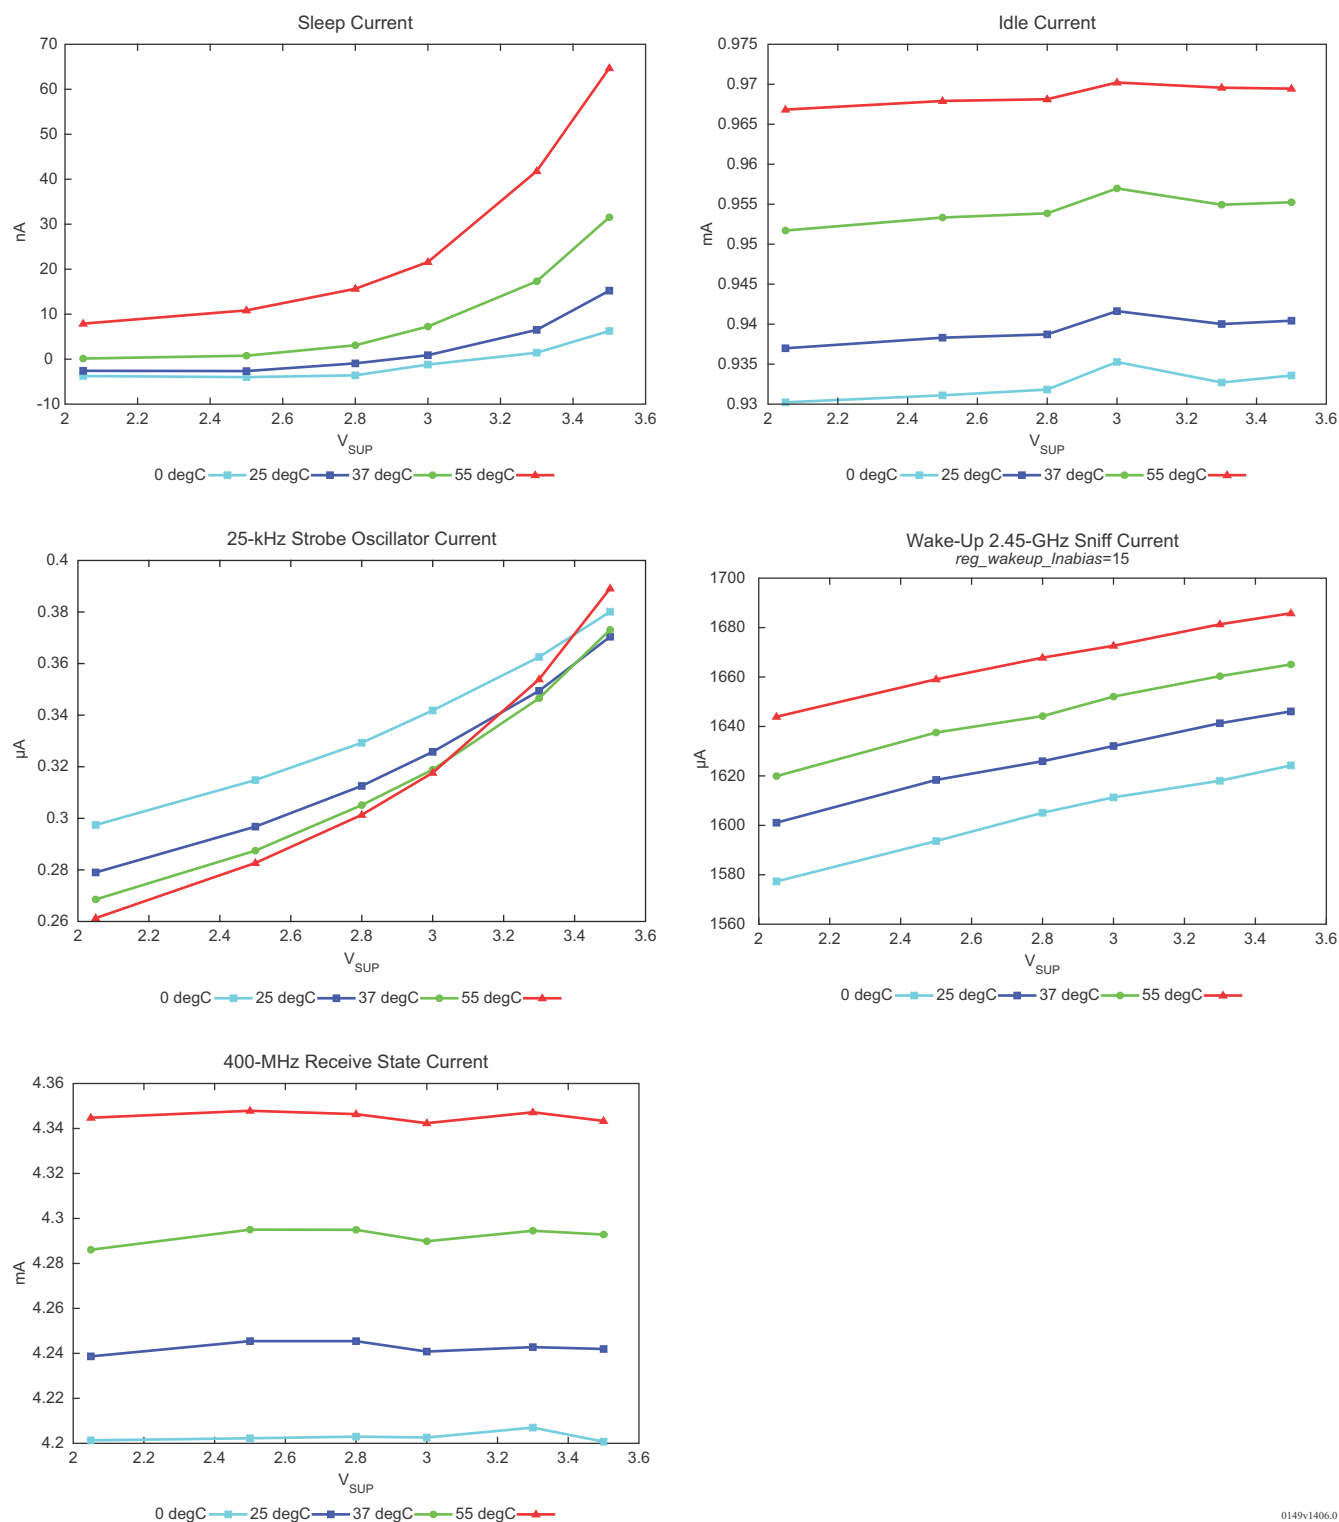 Sleep Current
70
60
50
40
30
20
10
0
-10
nA
2 2.2 2.4 2.6 2.8 3 3.2 3.4 3.6
V_SUP
0 degC 25 degC 37 degC 55 degC
Idle Current
0.975
0.97
0.965
0.96
0.955
0.95
0.945
0.94
0.935
0.93
mA
2 2.2 2.4 2.6 2.8 3 3.2 3.4 3.6
V_SUP
0 degC 25 degC 37 degC 55 degC
25-kHz Strobe Oscillator Current
0.4
0.38
0.36
0.34
0.32
0.3
0.28
0.26
µA
2 2.2 2.4 2.6 2.8 3 3.2 3.4 3.6
V_SUP
0 degC 25 degC 37 degC 55 degC
Wake-Up 2.45-GHz Sniff Current
reg_wakeup_lnabias=15
1700
1680
1660
1640
1620
1600
1580
1560
µA
2 2.2 2.4 2.6 2.8 3 3.2 3.4 3.6
V_SUP
0 degC 25 degC 37 degC 55 degC
400-MHz Receive State Current
4.36
4.34
4.32
4.3
4.28
4.26
4.24
4.22
4.2
mA
2 2.2 2.4 2.6 2.8 3 3.2 3.4 3.6
V_SUP
0 degC 25 degC 37 degC 55 degC
0149v1406.0